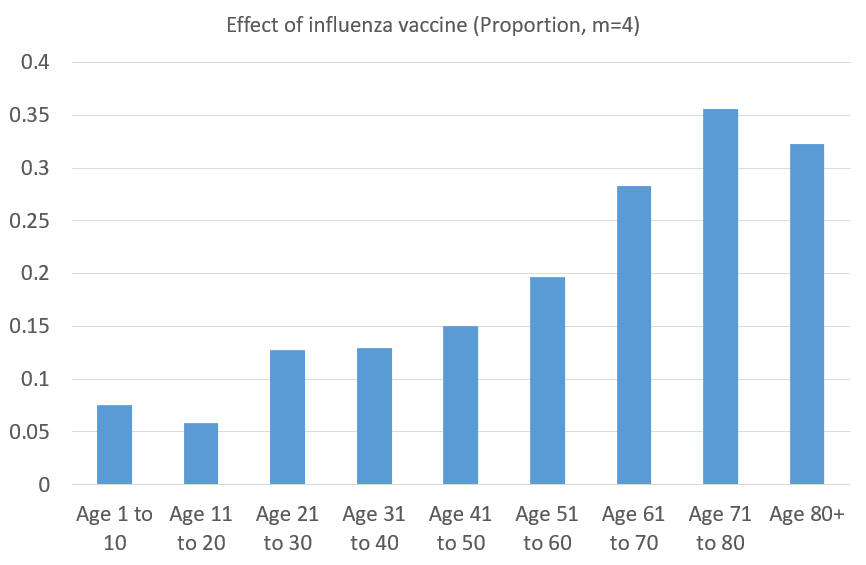 Effect of influenza vaccine (Proportion, m=4)
0.4
0.35
0.3
0.25
0.2
0.15
0.1
0.05
0
Age 1 to
10
Age 11
to 20
Age 21
to 30
Age 31
to 40
Age 41
to 50
Age 51
to 60
Age 61
to 70
Age 71
to 80
Age 80+